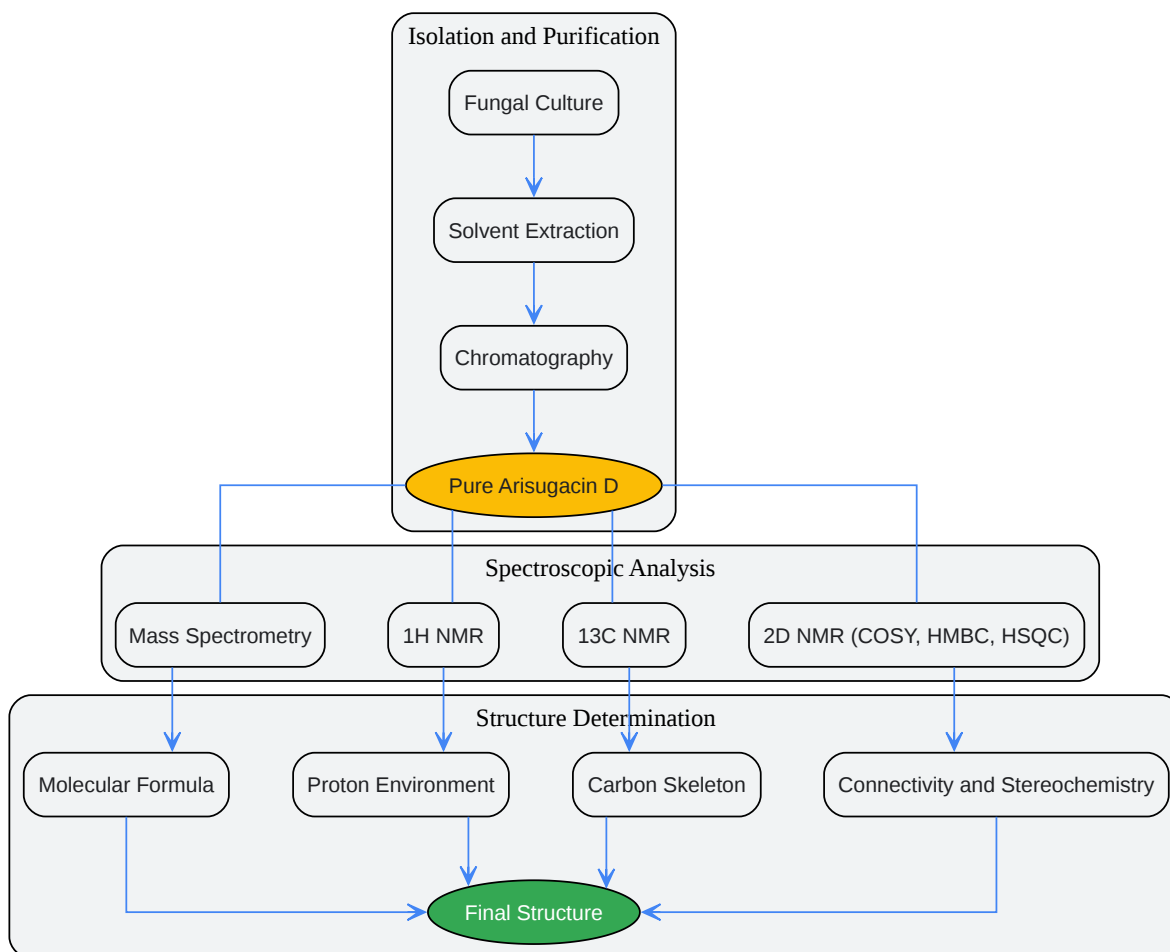 Isolation and Purification
Fungal Culture
Solvent Extraction
Chromatography
Pure Arisugacin D
Spectroscopic Analysis
Mass Spectrometry
1H NMR
13C NMR
2D NMR (COSY, HMBC, HSQC)
Structure Determination
Molecular Formula
Proton Environment
Carbon Skeleton
Connectivity and Stereochemistry
Final Structure